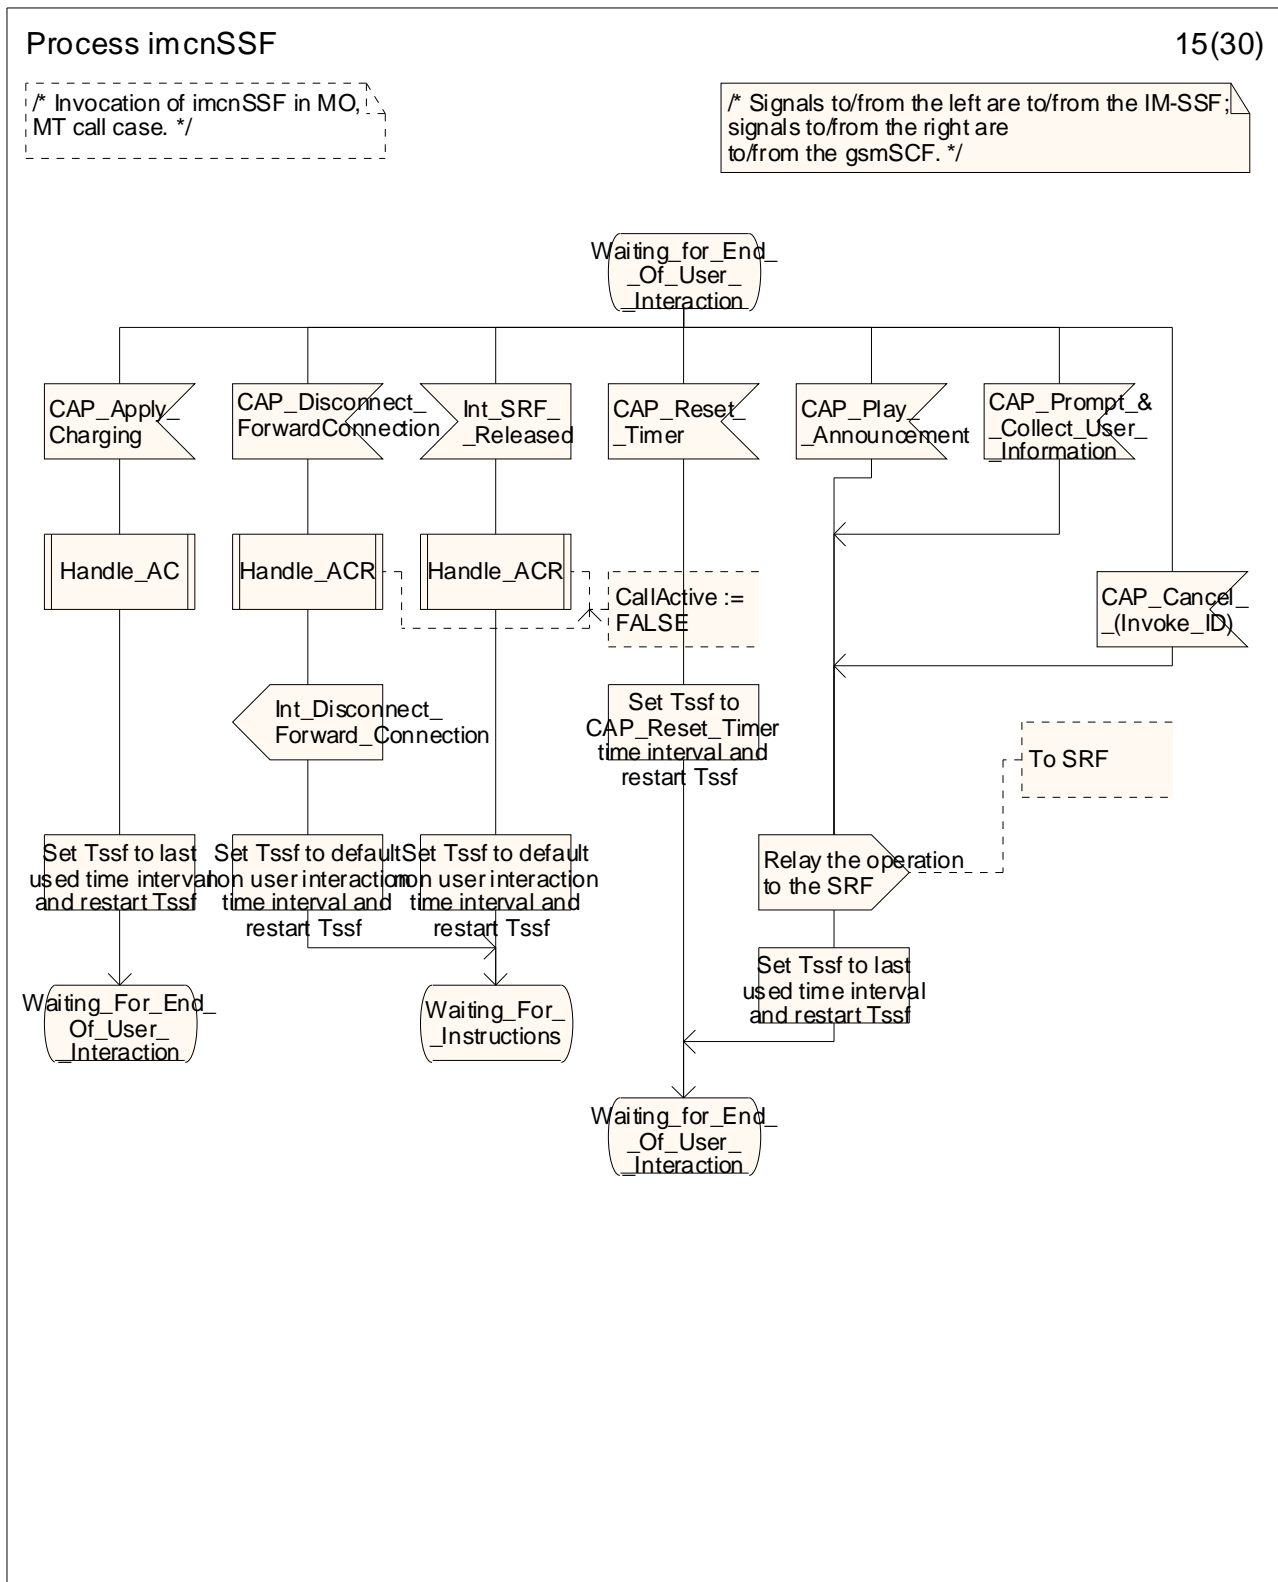 Process imcnSSF
15(30)
/* Invocation of imcnSSF in MO,
MT call case. */
/* Signals to/from the left are to/from the IM-SSF;
signals to/from the right are
to/from the gsmSCF. */
Waiting_for_End_
_Of_User_
_Interaction
CAP_Apply_
Charging
CAP_Disconnect_
ForwardConnection
Int_SRF_
_Released
CAP_Reset_
_Timer
CAP_Play_
_Announcement
CAP_Prompt_&
_Collect_User_
_Information
Handle_AC
Handle_ACR
Handle_ACR
CallActive :=
FALSE
CAP_Cancel_
_(Invoke_ID)
Int_Disconnect_
Forward_Connection
Set Tssf to
CAP_Reset_Timer
time interval and
restart Tssf
To SRF
Set Tssf to last
used time interval
and restart Tssf
Set Tssf to default
non user interaction
time interval and
restart Tssf
Set Tssf to default
non user interaction
time interval and
restart Tssf
Relay the operation
to the SRF
Set Tssf to last
used time interval
and restart Tssf
Waiting_For_End_
_Of_User_
_Interaction
Waiting_For_
_Instructions
Waiting_for_End_
_Of_User_
_Interaction